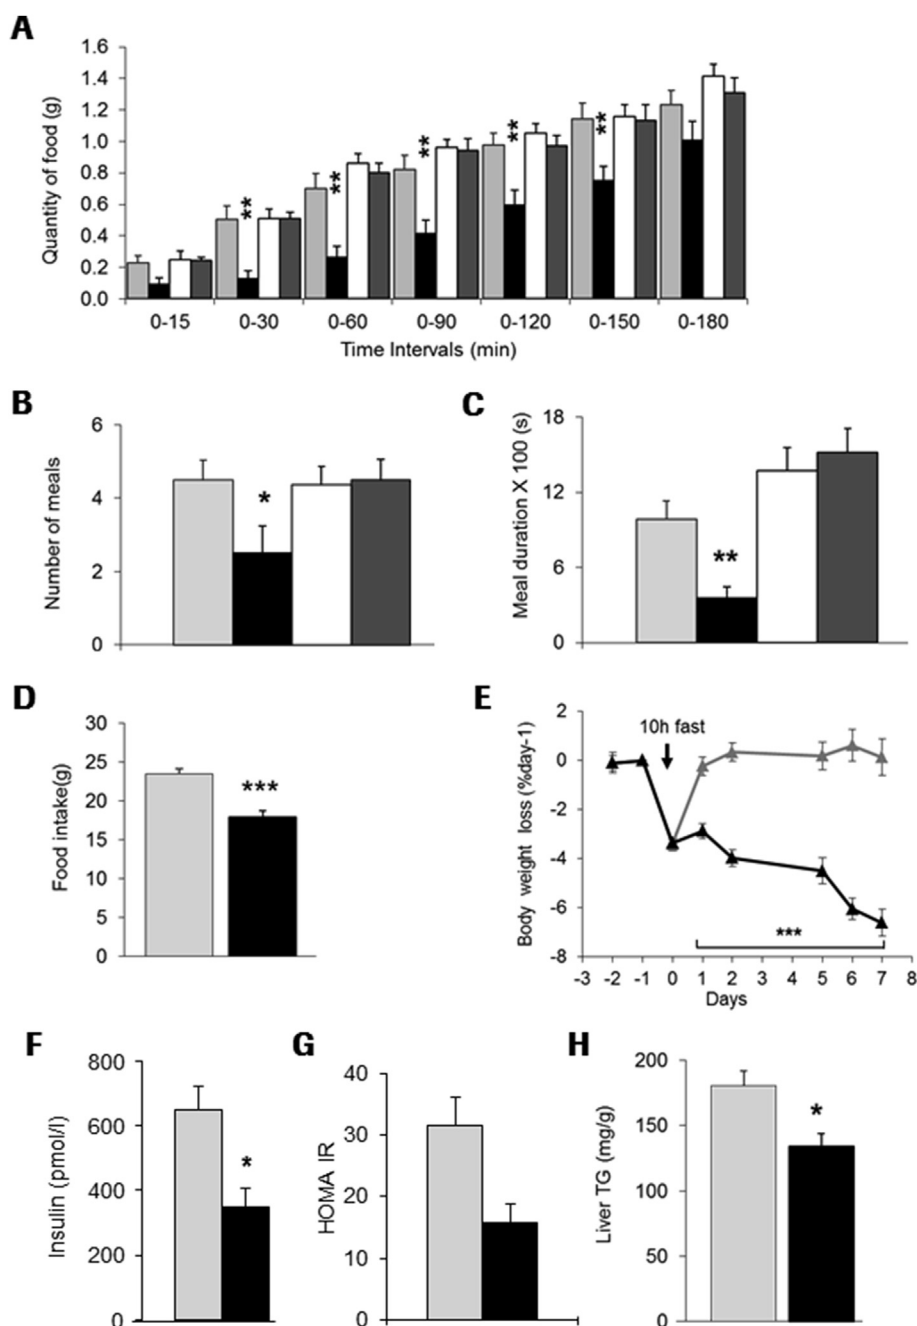 A
Quantity of food (g)
1.6
1.4
1.2
1.0
0.8
0.6
0.4
0.2
0.0
**
**
**
**
**
0-15 0-30 0-60 0-90 0-120 0-150 0-180
Time Intervals (min)
B
Number of meals
6
4
2
0
*
C
Meal duration X 100 (s)
18
12
6
0
**
D
Food intake(g)
30
25
20
15
10
5
0
***
E
Body weight loss (%day-1)
2
0
-2
-4
-6
-8
10h fast
***
-3 -2 -1 0 1 2 3 4 5 6 7 8
Days
F
Insulin (pmol/l)
800
600
400
200
0
*
G
HOMA IR
40
30
20
10
0
H
Liver TG (mg/g)
200
150
100
50
0
*